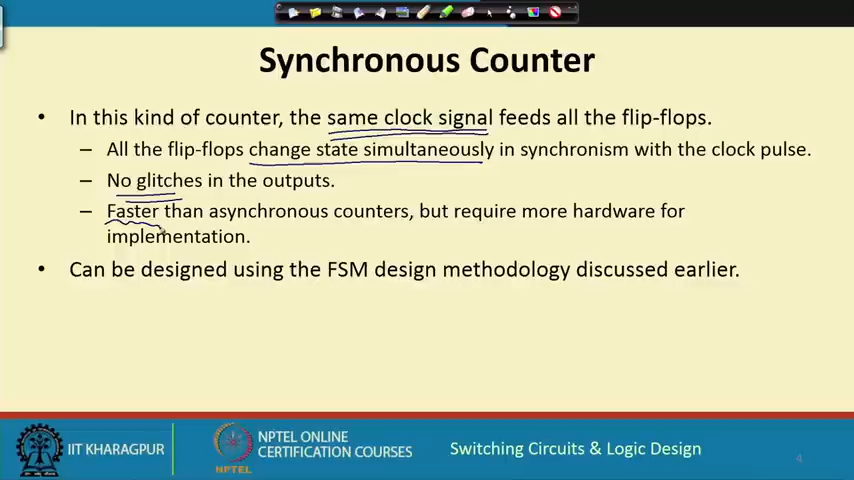 Synchronous Counter
• In this kind of counter, the same clock signal feeds all the flip-flops.
– All the flip-flops change state simultaneously in synchronism with the clock pulse.
– No glitches in the outputs.
– Faster than asynchronous counters, but require more hardware for
implementation.
• Can be designed using the FSM design methodology discussed earlier.
IIT KHARAGPUR
NPTEL
NPTEL ONLINE
CERTIFICATION COURSES
Switching Circuits & Logic Design
4